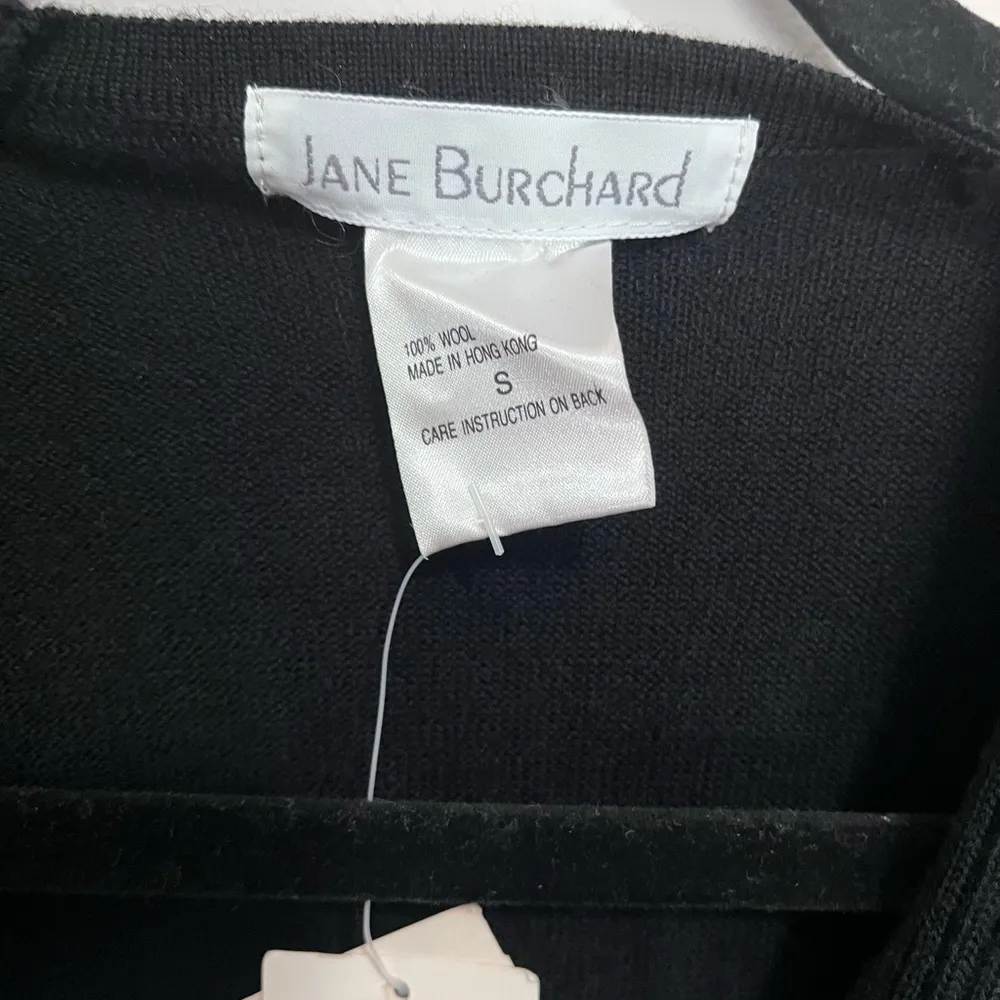 JANE BURCHARD
100% WOOL
MADE IN HONG KONG
S
CARE INSTRUCTION ON BACK